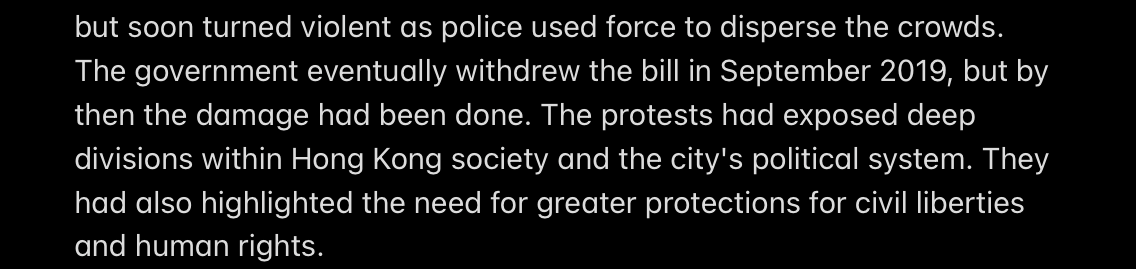 but soon turned violent as police used force to disperse the crowds.
The government eventually withdrew the bill in September 2019, but by
then the damage had been done. The protests had exposed deep
divisions within Hong Kong society and the city's political system. They
had also highlighted the need for greater protections for civil liberties
and human rights.